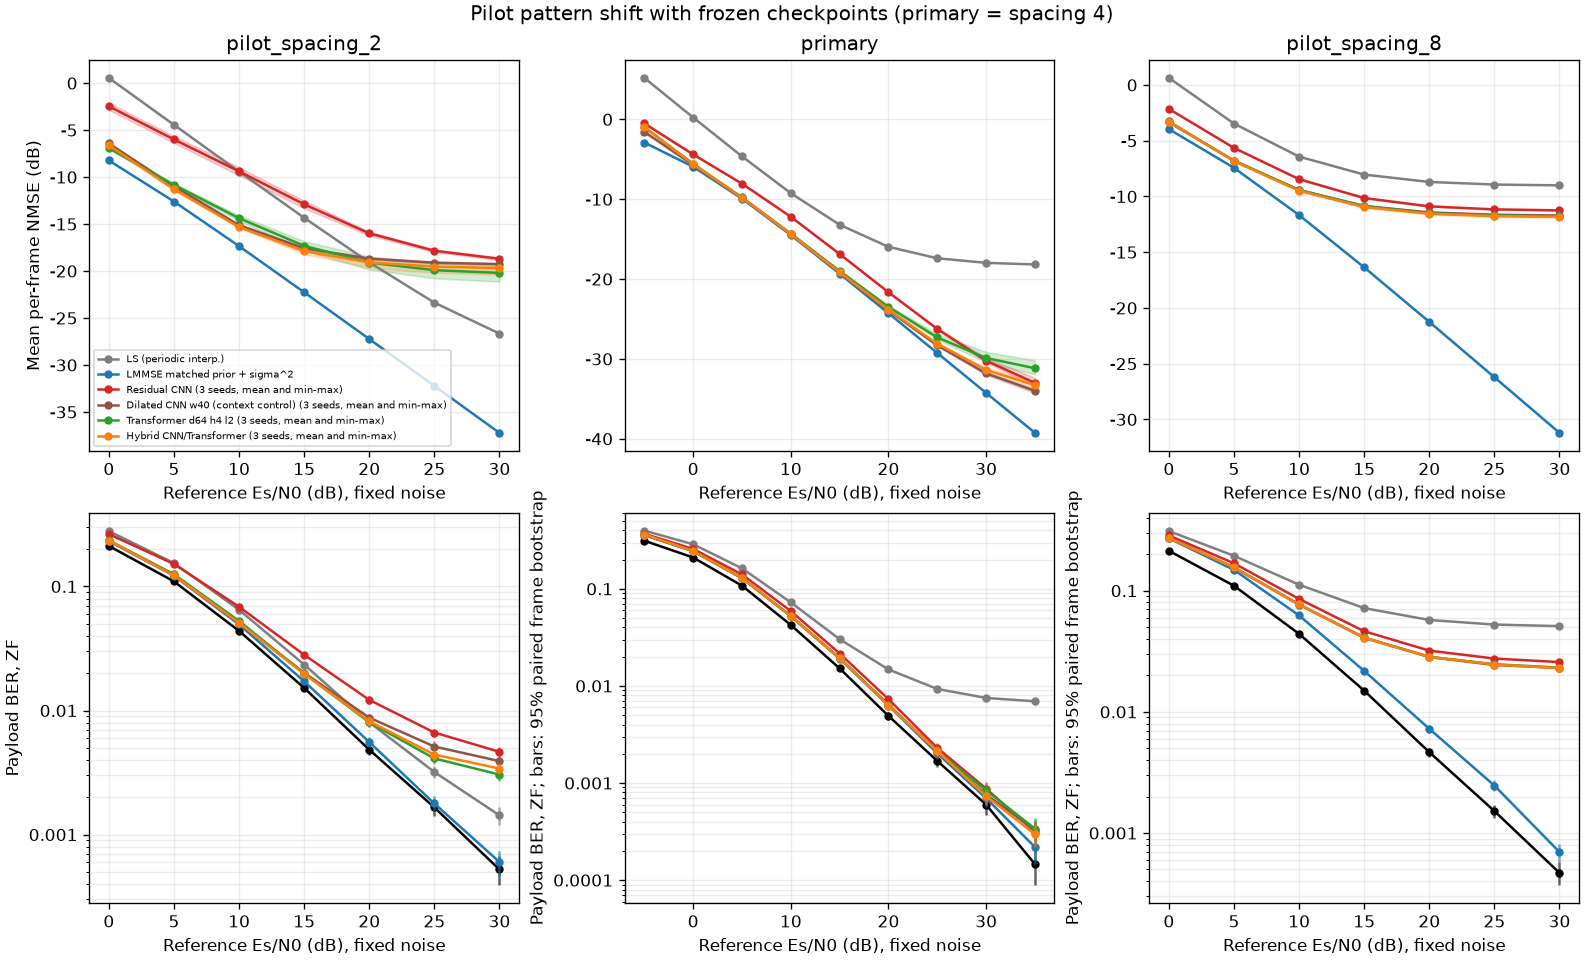 Pilot pattern shift with frozen checkpoints (primary = spacing 4)
pilot_spacing_2
0
-5
-10
-15
-20
-25
-30
-35
Mean per-frame NMSE (dB)
LS (periodic interp.)
LMMSE matched prior + sigma^2
Residual CNN (3 seeds, mean and min-max)
Dilated CNN w40 (context control) (3 seeds, mean and min-max)
Transformer d64 h4 l2 (3 seeds, mean and min-max)
Hybrid CNN/Transformer (3 seeds, mean and min-max)
0 5 10 15 20 25 30
Reference Es/N0 (dB), fixed noise
primary
0
-10
-20
-30
-40
0 10 20 30
Reference Es/N0 (dB), fixed noise
pilot_spacing_8
0
-5
-10
-15
-20
-25
-30
0 5 10 15 20 25 30
Reference Es/N0 (dB), fixed noise
0.1
0.01
0.001
Payload BER, ZF
0 5 10 15 20 25 30
Reference Es/N0 (dB), fixed noise
Payload BER, ZF; bars: 95% paired frame bootstrap
0.1
0.01
0.001
0.0001
0 10 20 30
Reference Es/N0 (dB), fixed noise
Payload BER, ZF; bars: 95% paired frame bootstrap
0.1
0.01
0.001
0 5 10 15 20 25 30
Reference Es/N0 (dB), fixed noise